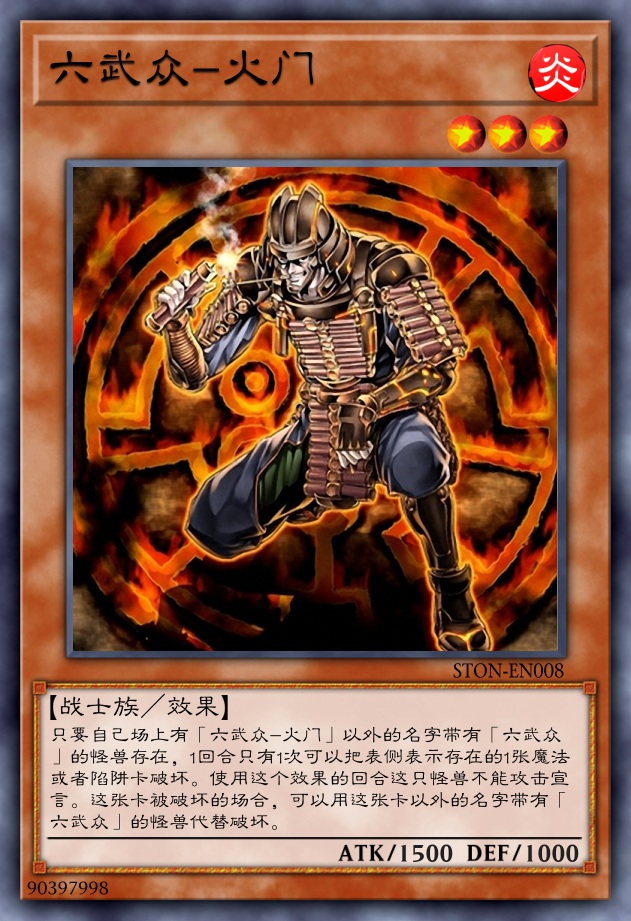 六武众-火门
炎
STON-EN008
【战士族／效果】
只要自己场上有「六武众-火门」以外的名字带有「六武众
」的怪兽存在，1回合只有1次可以把表侧表示存在的1张魔法
或者陷阱卡破坏。使用这个效果的回合这只怪兽不能攻击宣
言。这张卡被破坏的场合，可以用这张卡以外的名字带有「
六武众」的怪兽代替破坏。
ATK/1500 DEF/1000
90397998